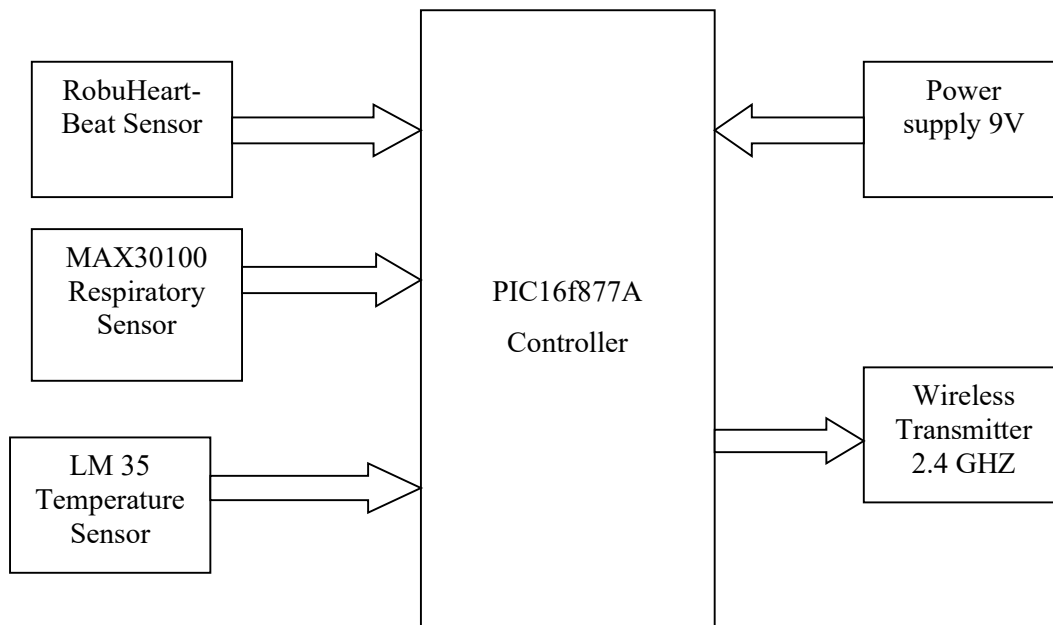 RobuHeart-
Beat Sensor
MAX30100
Respiratory
Sensor
LM 35
Temperature
Sensor
PIC16f877A
Controller
Power
supply 9V
Wireless
Transmitter
2.4 GHZ